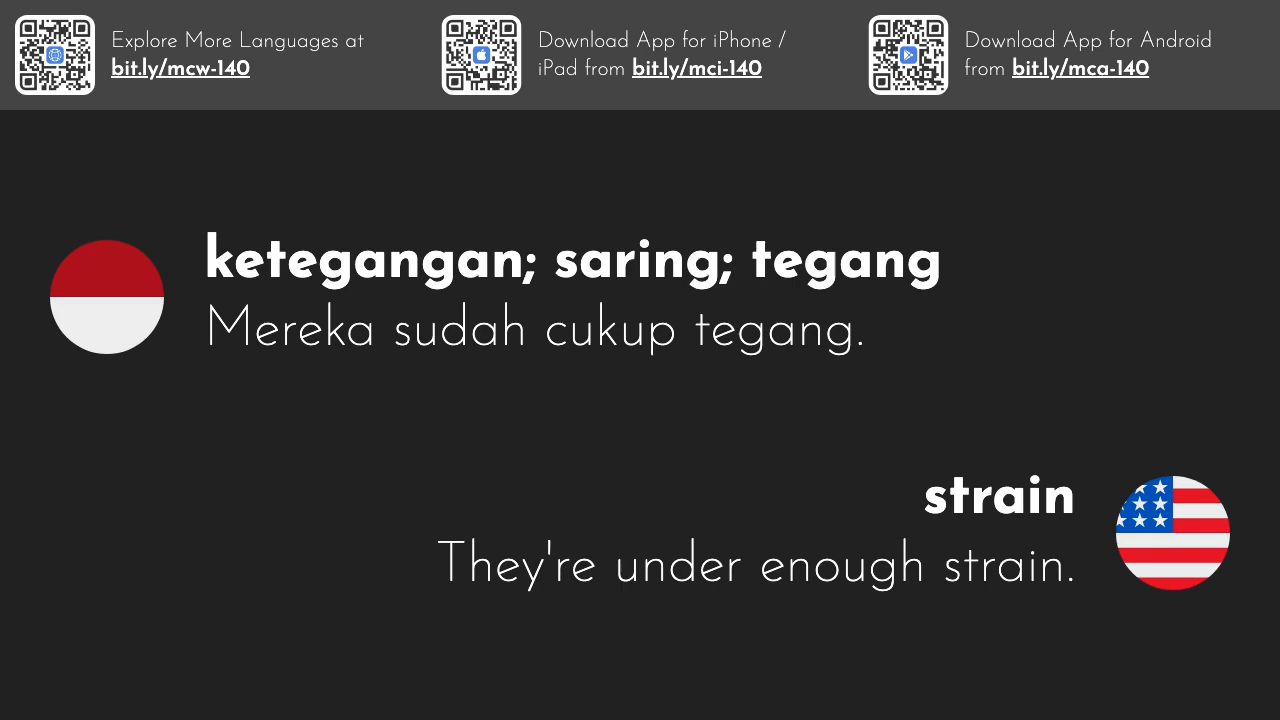 Explore More Languages at
bit.ly/mcw-140
Download App for iPhone /
iPad from bit.ly/mci-140
Download App for Android
from bit.ly/mca-140
ketegangan; saring; tegang
Mereka sudah cukup tegang.
strain
They're under enough strain.